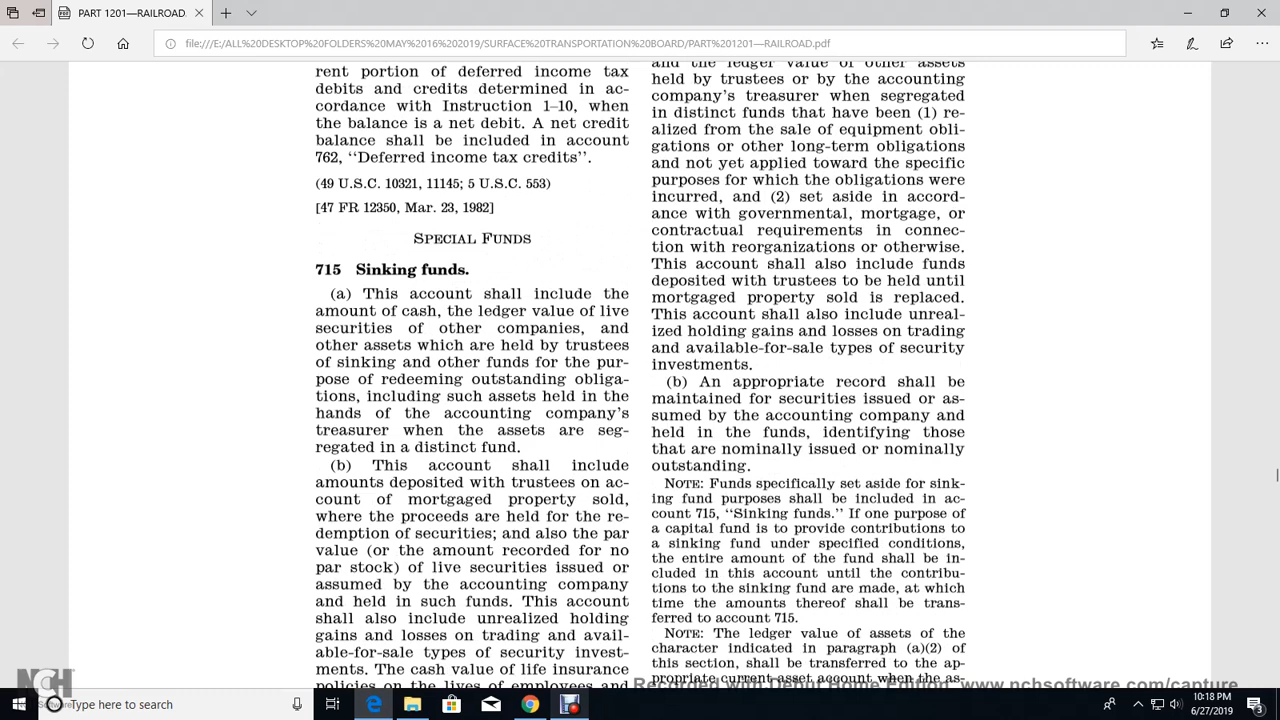 PART 1201—RAILROAD
file:///E:/ALL%20DESKTOP%20FOLDERS%20MAY%2016%202019/SURFACE%20TRANSPORTATION%20BOARD/PART%201201—RAILROAD.pdf
rent portion of deferred income tax
debits and credits determined in ac-
cordance with Instruction 1–10, when
the balance is a net debit. A net credit
balance shall be included in account
762, ‘‘Deferred income tax credits’’.
(49 U.S.C. 10321, 11145; 5 U.S.C. 553)
[47 FR 12350, Mar. 23, 1982]
SPECIAL FUNDS
715 Sinking funds.
(a) This account shall include the
amount of cash, the ledger value of live
securities of other companies, and
other assets which are held by trustees
of sinking and other funds for the pur-
pose of redeeming outstanding obliga-
tions, including such assets held in the
hands of the accounting company’s
treasurer when the assets are seg-
regated in a distinct fund.
(b) This account shall include
amounts deposited with trustees on ac-
count of mortgaged property sold,
where the proceeds are held for the re-
demption of securities; and also the par
value (or the amount recorded for no
par stock) of live securities issued or
assumed by the accounting company
and held in such funds. This account
shall also include unrealized holding
gains and losses on trading and avail-
able-for-sale types of security invest-
ments. The cash value of life insurance
policies on the lives of employees and
and the ledger value of other assets
held by trustees or by the accounting
company’s treasurer when segregated
in distinct funds that have been (1) re-
alized from the sale of equipment obli-
gations or other long-term obligations
and not yet applied toward the specific
purposes for which the obligations were
incurred, and (2) set aside in accord-
ance with governmental, mortgage, or
contractual requirements in connec-
tion with reorganizations or otherwise.
This account shall also include funds
deposited with trustees to be held until
mortgaged property sold is replaced.
This account shall also include unreal-
ized holding gains and losses on trading
and available-for-sale types of security
investments.
(b) An appropriate record shall be
maintained for securities issued or as-
sumed by the accounting company and
held in the funds, identifying those
that are nominally issued or nominally
outstanding.
NOTE: Funds specifically set aside for sink-
ing fund purposes shall be included in ac-
count 715, ‘‘Sinking funds.’’ If one purpose of
a capital fund is to provide contributions to
a sinking fund under specified conditions,
the entire amount of the fund shall be in-
cluded in this account until the contribu-
tions to the sinking fund are made, at which
time the amounts thereof shall be trans-
ferred to account 715.
NOTE: The ledger value of assets of the
character indicated in paragraph (a)(2) of
this section, shall be transferred to the ap-
propriate current asset account when the as-
Recorded with Debut Home Edition. www.nchsoftware.com/capture
NCH
Software
Type here to search
10:18 PM
6/27/2019
3